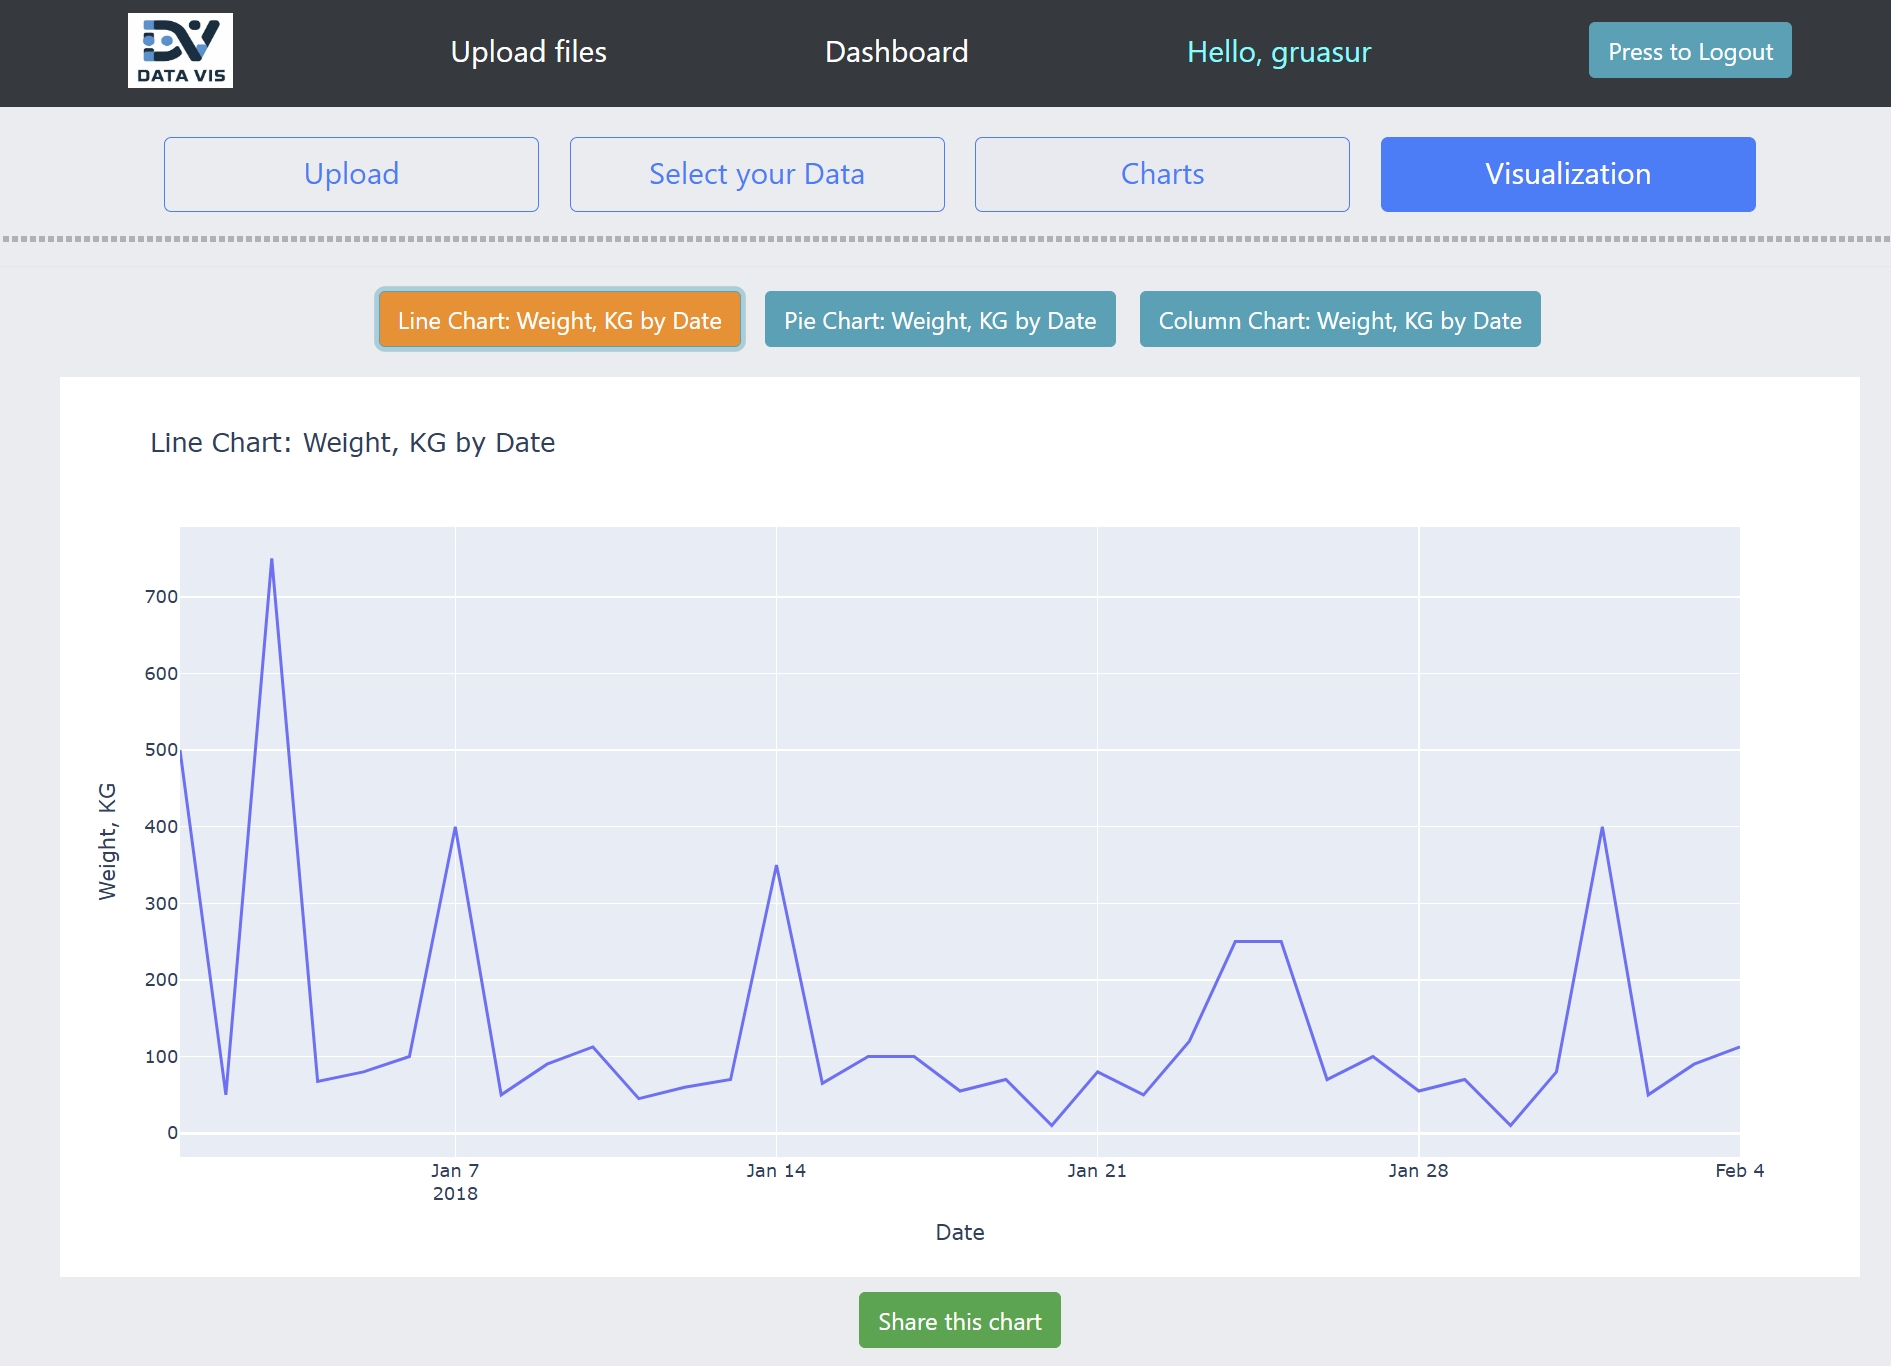 DATA VIS
Upload files
Dashboard
Hello, gruasur
Press to Logout
Upload
Select your Data
Charts
Visualization
Line Chart: Weight, KG by Date
Pie Chart: Weight, KG by Date
Column Chart: Weight, KG by Date
Line Chart: Weight, KG by Date
700
600
500
400
300
200
100
0
Weight, KG
Jan 7
2018
Jan 14
Jan 21
Jan 28
Feb 4
Date
Share this chart